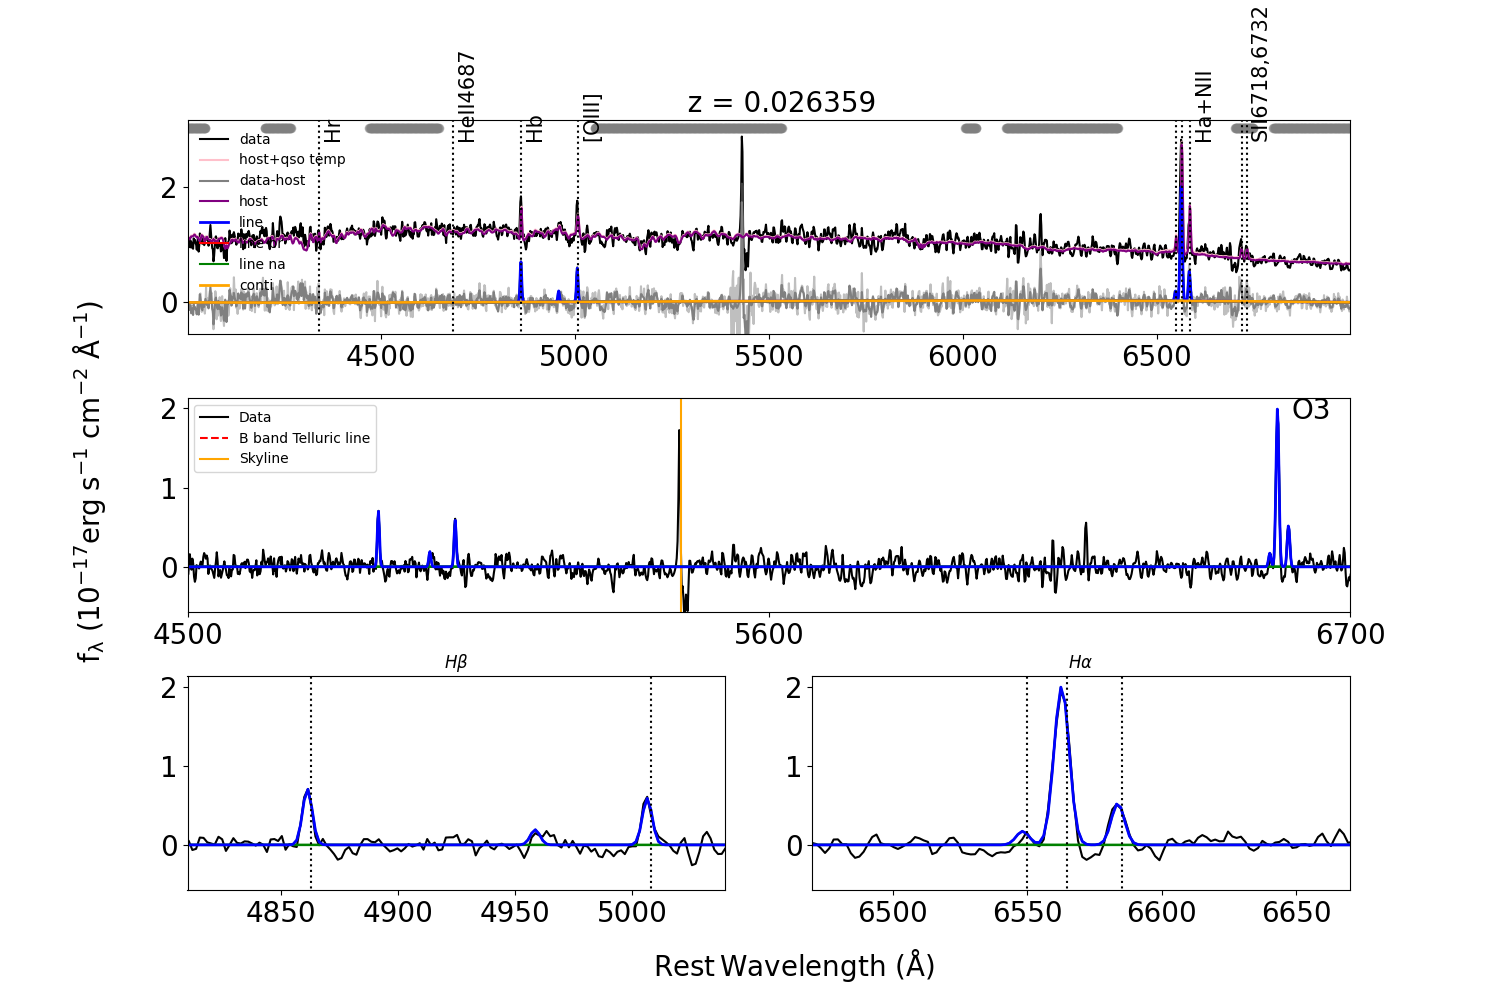 z = 0.026359
Hr
HeII4687
Hb
[OIII]
Ha+NII
SII6718,6732
data
host+qso temp
data-host
host
line
line na
conti
2
0
4500 5000 5500 6000 6500
fλ (10⁻¹⁷erg s⁻¹ cm⁻² Å⁻¹)
Data
B band Telluric line
Skyline
O3
2
1
0
4500 5600 6700
Hβ
2
1
0
4850 4900 4950 5000
Hα
2
1
0
6500 6550 6600 6650
Rest Wavelength (Å)